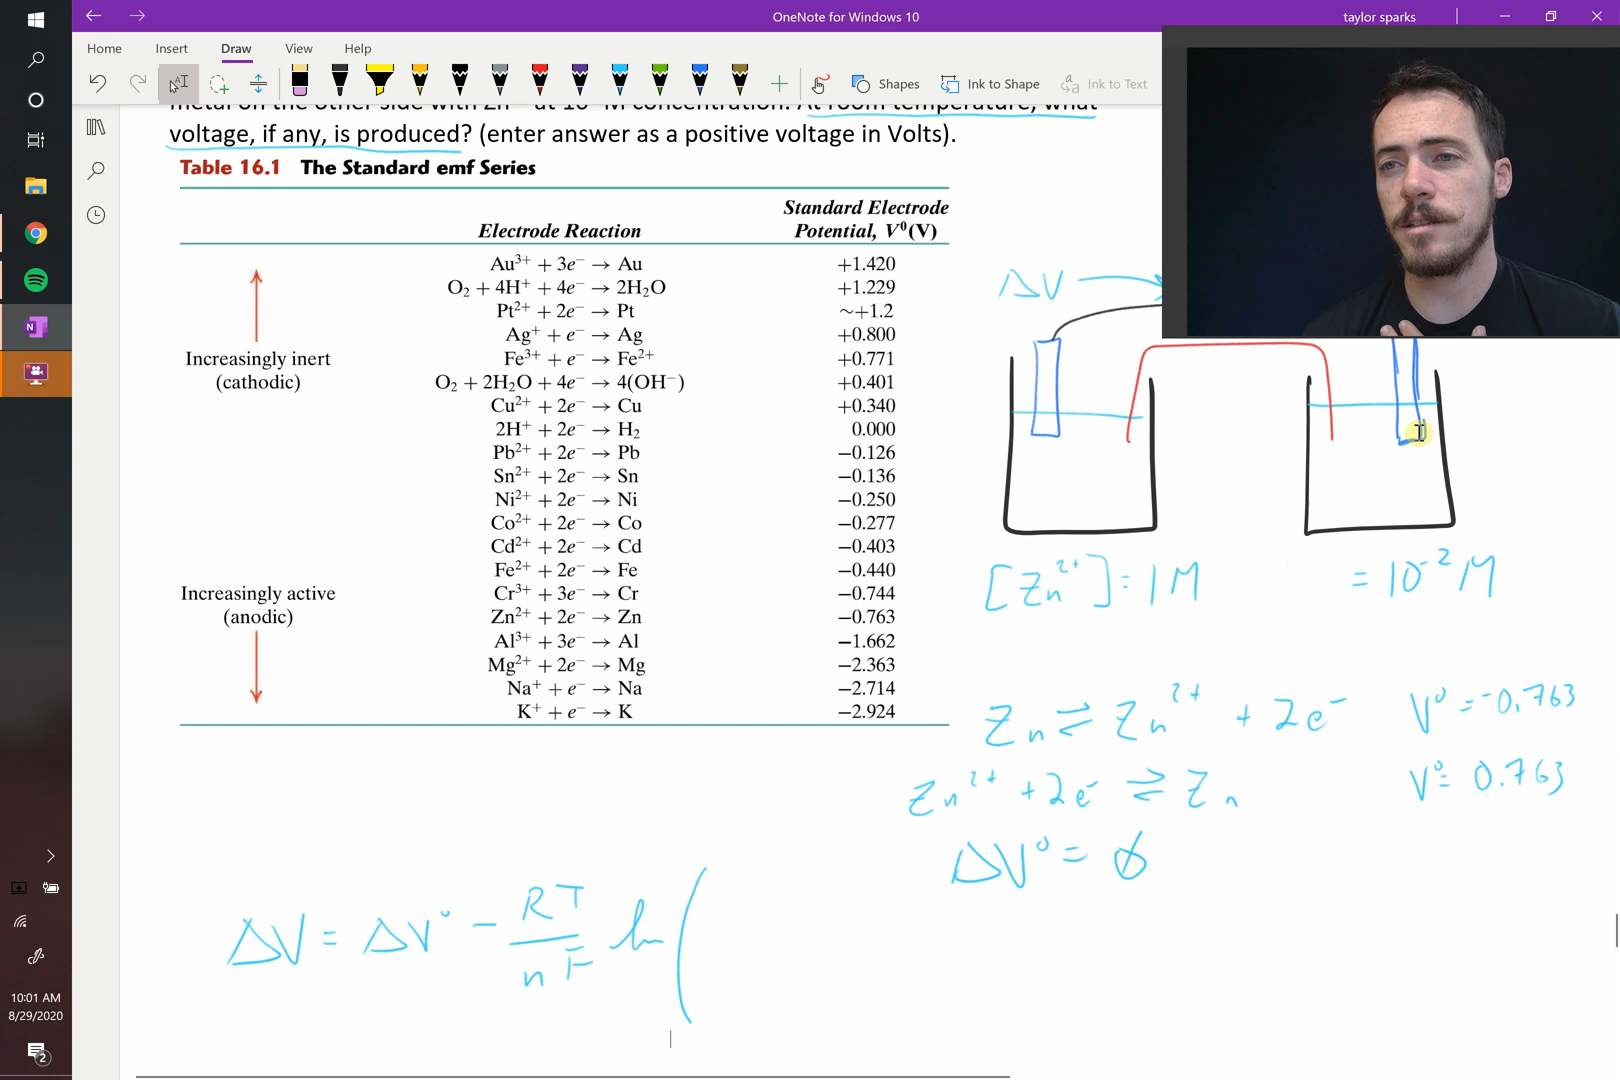 OneNote for Windows 10
taylor sparks
Home Insert Draw View Help
Shapes Ink to Shape Ink to Text
voltage, if any, is produced? (enter answer as a positive voltage in Volts).
Table 16.1 The Standard emf Series
Electrode Reaction
Standard Electrode
Potential, V⁰(V)
Au³⁺ + 3e⁻ → Au +1.420
O₂ + 4H⁺ + 4e⁻ → 2H₂O +1.229
Pt²⁺ + 2e⁻ → Pt ~+1.2
Ag⁺ + e⁻ → Ag +0.800
Fe³⁺ + e⁻ → Fe²⁺ +0.771
O₂ + 2H₂O + 4e⁻ → 4(OH⁻) +0.401
Cu²⁺ + 2e⁻ → Cu +0.340
2H⁺ + 2e⁻ → H₂ 0.000
Pb²⁺ + 2e⁻ → Pb −0.126
Sn²⁺ + 2e⁻ → Sn −0.136
Ni²⁺ + 2e⁻ → Ni −0.250
Co²⁺ + 2e⁻ → Co −0.277
Cd²⁺ + 2e⁻ → Cd −0.403
Fe²⁺ + 2e⁻ → Fe −0.440
Cr³⁺ + 3e⁻ → Cr −0.744
Zn²⁺ + 2e⁻ → Zn −0.763
Al³⁺ + 3e⁻ → Al −1.662
Mg²⁺ + 2e⁻ → Mg −2.363
Na⁺ + e⁻ → Na −2.714
K⁺ + e⁻ → K −2.924
Increasingly inert
(cathodic)
Increasingly active
(anodic)
ΔV →
[Zn²⁺] = 1M = 10⁻² M
Zn ⇌ Zn²⁺ + 2e⁻ V⁰ = -0.763
Zn²⁺ + 2e⁻ ⇌ Zn V⁰ = 0.763
ΔV⁰ = 0
ΔV = ΔV⁰ − RT/nF ln (
10:01 AM
8/29/2020
2